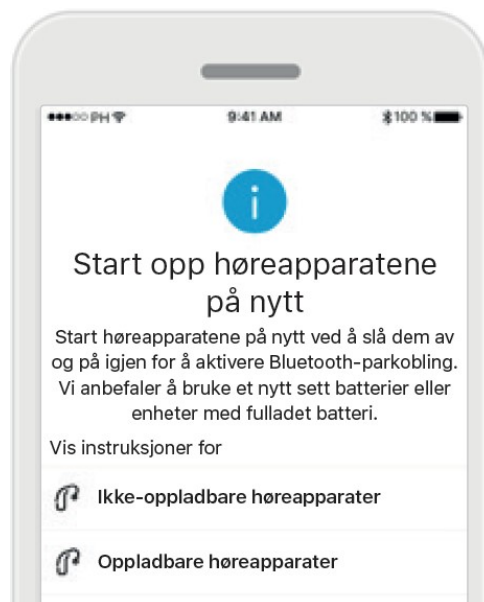 PH 9:41 AM 100 %
i
Start opp høreapparatene
på nytt
Start høreapparatene på nytt ved å slå dem av
og på igjen for å aktivere Bluetooth-parkobling.
Vi anbefaler å bruke et nytt sett batterier eller
enheter med fulladet batteri.
Vis instruksjoner for
Ikke-oppladbare høreapparater
Oppladbare høreapparater